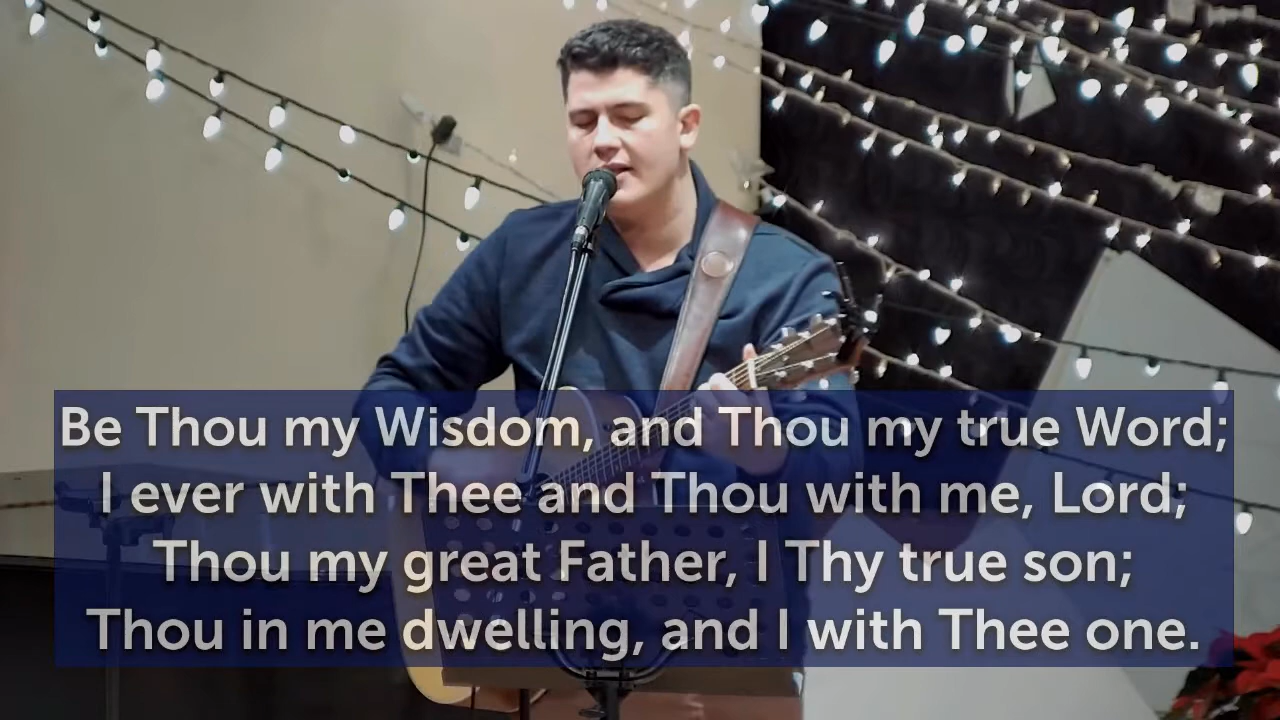 Be Thou my Wisdom, and Thou my true Word;
I ever with Thee and Thou with me, Lord;
Thou my great Father, I Thy true son;
Thou in me dwelling, and I with Thee one.